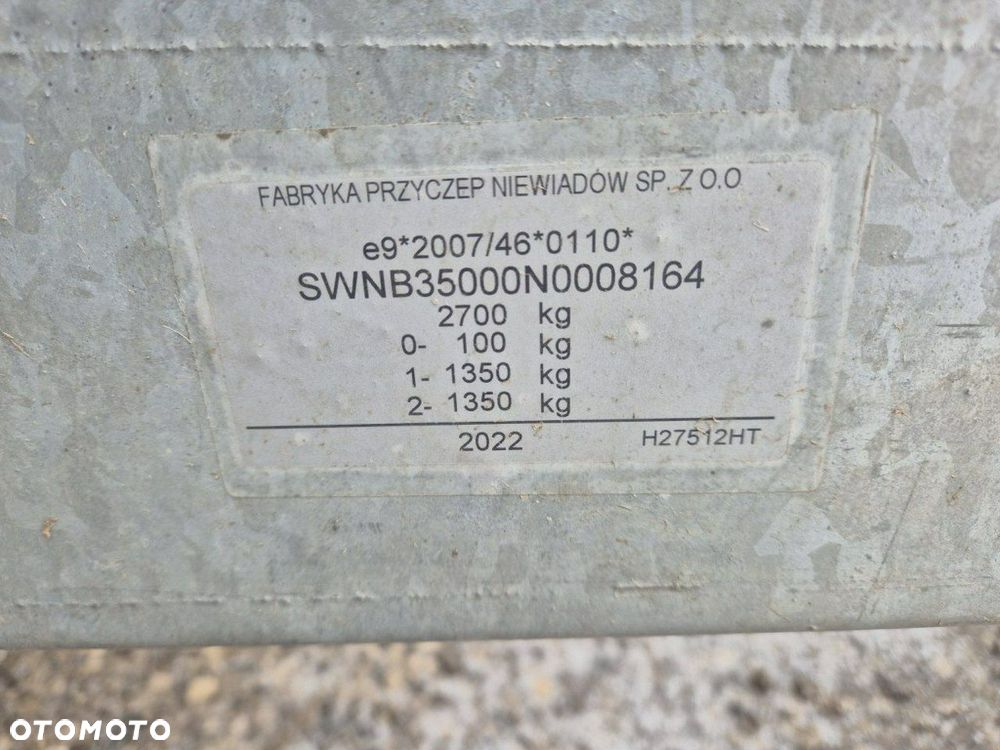 FABRYKA PRZYCZEP NIEWIADÓW SP. Z O.O
e9*2007/46*0110*
SWNB35000N0008164
2700 kg
0- 100 kg
1- 1350 kg
2- 1350 kg
2022 H27512HT
OTOMOTO